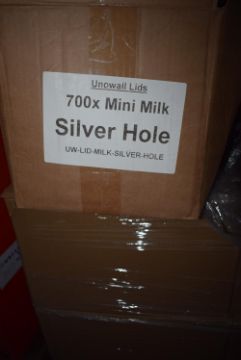 Unowall Lids
700x Mini Milk
Silver Hole
UW-LID-MILK-SILVER-HOLE